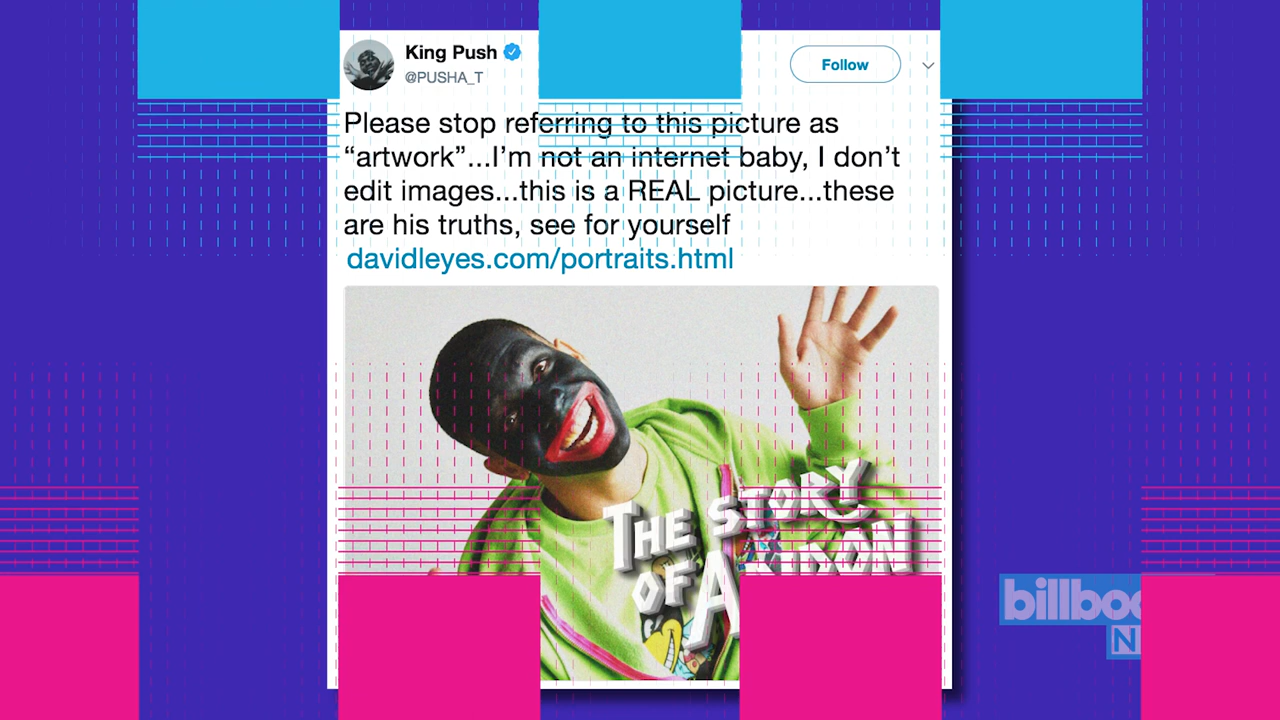 King Push
@PUSHA_T
Follow
Please stop referring to this picture as
“artwork”...I’m not an internet baby, I don’t
edit images...this is a REAL picture...these
are his truths, see for yourself
davidleyes.com/portraits.html
THE STORY
OF
billbo
N